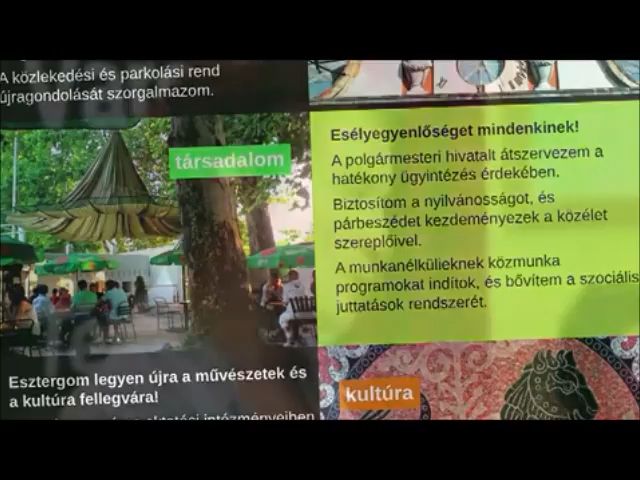 A közlekedési és parkolási rend
újragondolását szorgalmazom.
társadalom
Esélyegyenlőséget mindenkinek!
A polgármesteri hivatalt átszervezem a
hatékony ügyintézés érdekében.
Biztosítom a nyilvánosságot, és
párbeszédet kezdeményezek a közélet
szereplőivel.
A munkanélkülieknek közmunka
programokat indítok, és bővítem a szociális
juttatások rendszerét.
Esztergom legyen újra a művészetek és
a kultúra fellegvára!
oktatási intézményeiben
kultúra